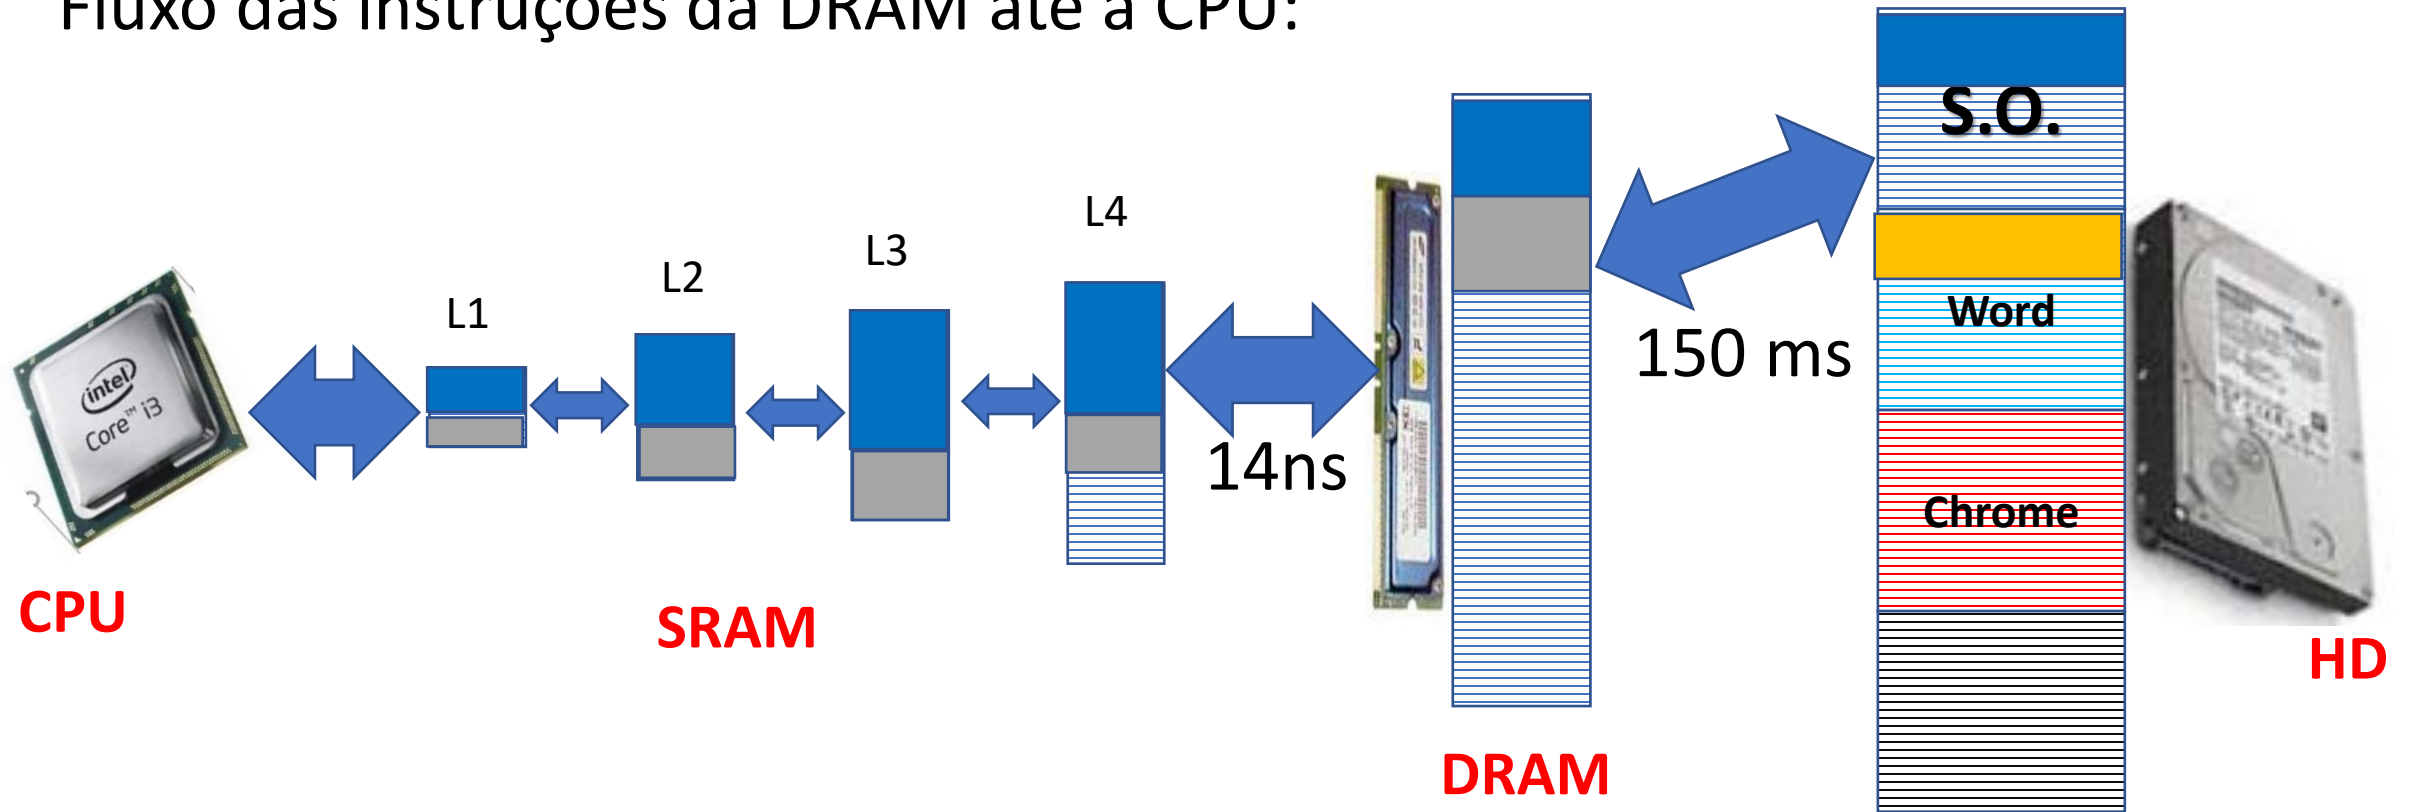 Fluxo das instruções da DRAM até a CPU:
S.O.
L4
L3
L2
L1
Word
150 ms
intel
Core™ i3
14ns
Chrome
CPU
SRAM
HD
DRAM